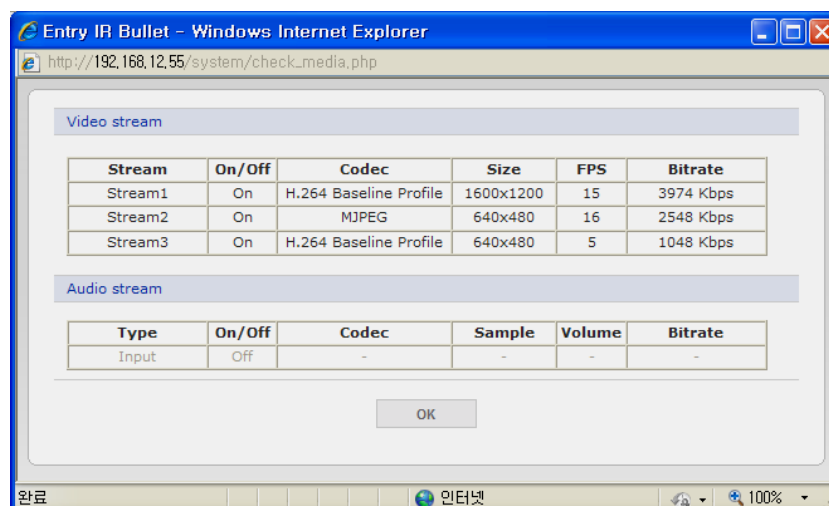 Entry IR Bullet - Windows Internet Explorer
http://192.168.12.55/system/check_media.php
Video stream
Stream On/Off Codec Size FPS Bitrate
Stream1 On H.264 Baseline Profile 1600x1200 15 3974 Kbps
Stream2 On MJPEG 640x480 16 2548 Kbps
Stream3 On H.264 Baseline Profile 640x480 5 1048 Kbps
Audio stream
Type On/Off Codec Sample Volume Bitrate
Input Off - - - -
OK
완료 인터넷 100%